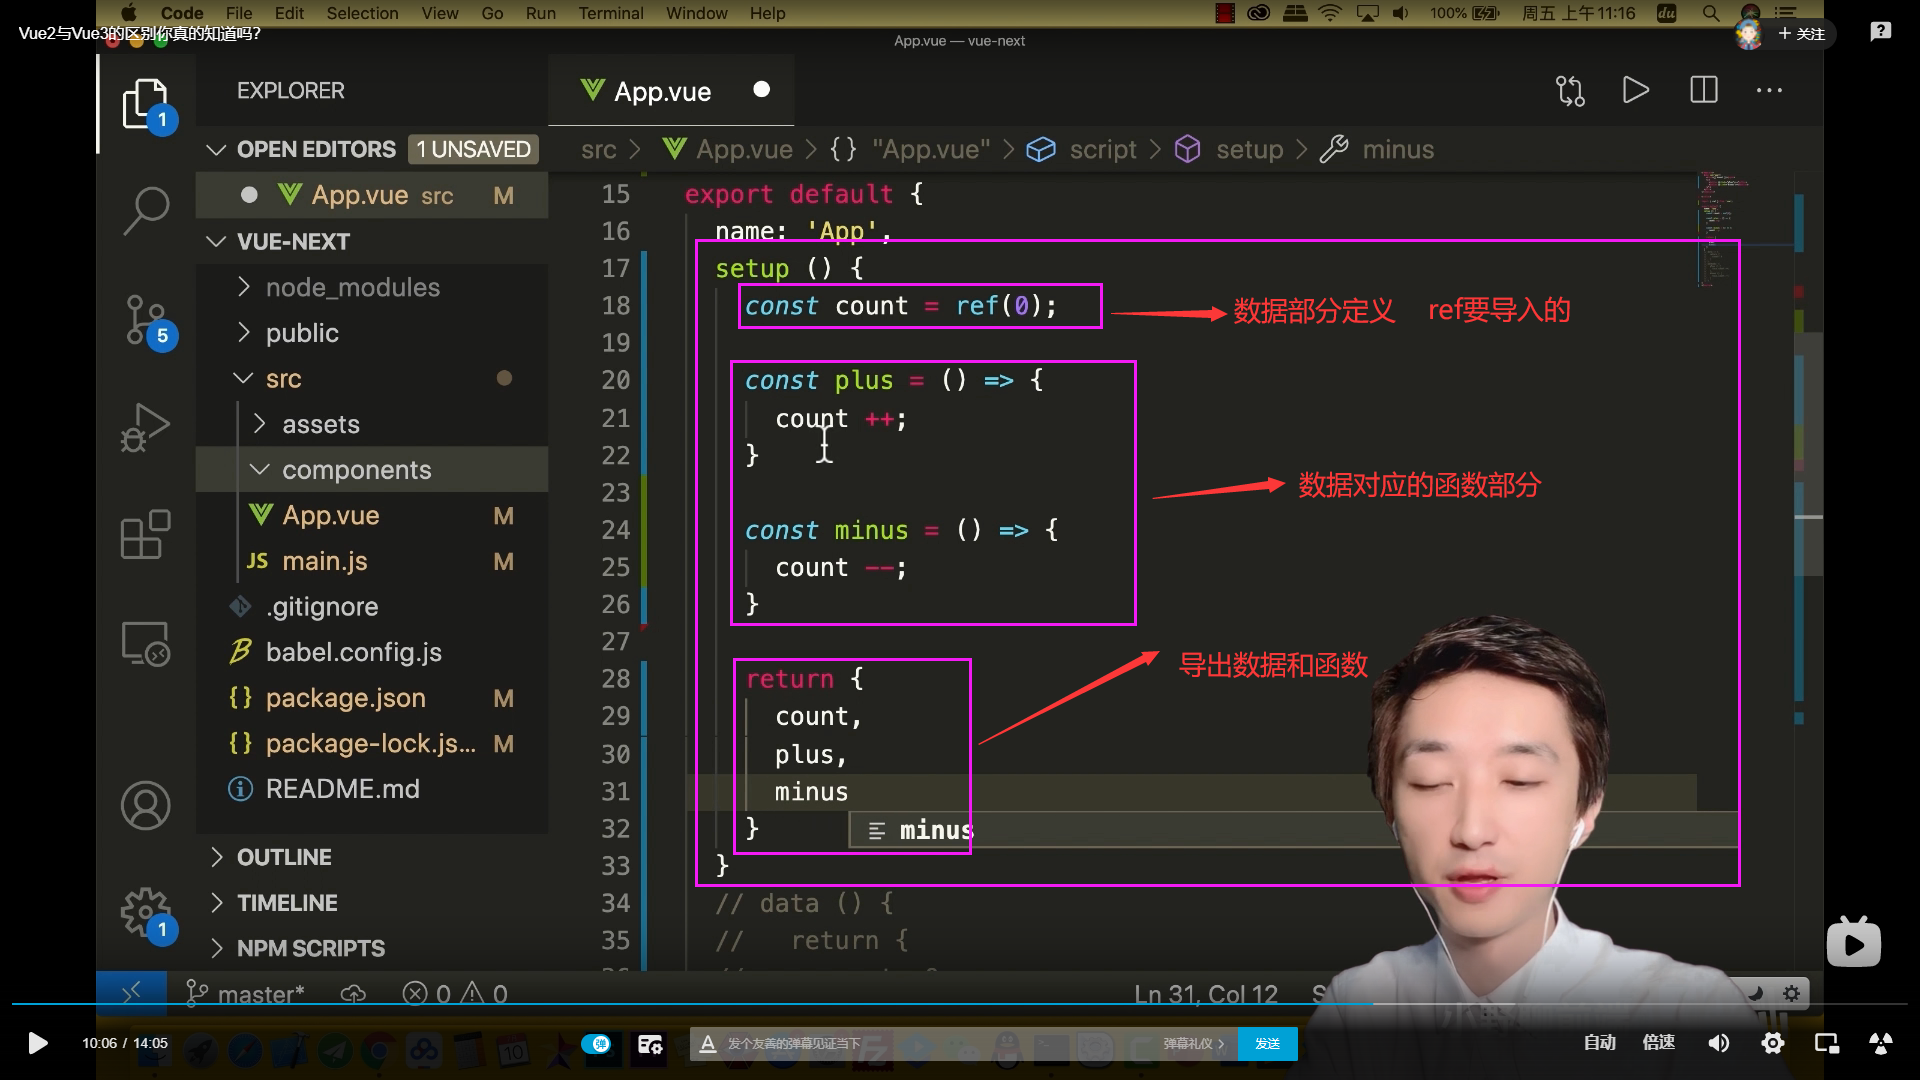 Code File Edit Selection View Go Run Terminal Window Help
100% 周五 上午11:16 du
Vue2与Vue3的区别你真的知道吗?
App.vue — vue-next
+ 关注
EXPLORER
1
App.vue
OPEN EDITORS 1 UNSAVED
src > App.vue > {} "App.vue" > script > setup > minus
App.vue src M
VUE-NEXT
node_modules
public
5
src
assets
components
App.vue M
JS main.js M
.gitignore
babel.config.js
{} package.json M
{} package-lock.js... M
README.md
OUTLINE
TIMELINE
1
NPM SCRIPTS
15 export default {
16 name: 'App',
17 setup () {
18 const count = ref(0);
数据部分定义 ref要导入的
19
20 const plus = () => {
21 count ++;
22 }
23
数据对应的函数部分
24 const minus = () => {
25 count --;
26 }
27
导出数据和函数
28 return {
29 count,
30 plus,
31 minus
32 }
minus
33 }
34 // data () {
35 // return {
master* 0 0
Ln 31, Col 12
10:06 / 14:05
弹
发个友善的弹幕见证当下
弹幕礼仪 >
发送
自动 倍速